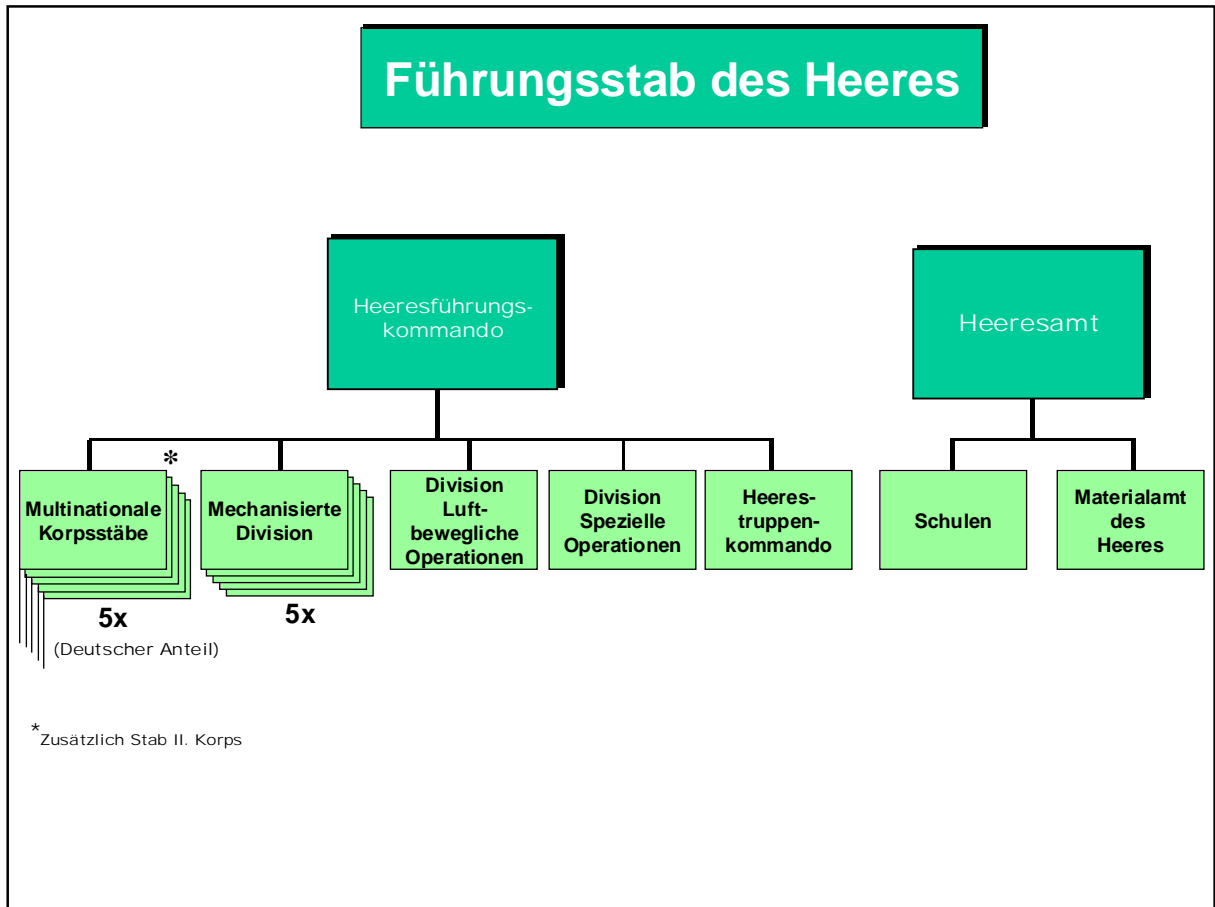 Führungsstab des Heeres
Heeresführungs-
kommando
Heeresamt
*
Multinationale
Korpsstäbe
Mechanisierte
Division
Division
Luft-
bewegliche
Operationen
Division
Spezielle
Operationen
Heeres-
truppen-
kommando
Schulen
Materialamt
des
Heeres
5x
(Deutscher Anteil)
5x
*Zusätzlich Stab II. Korps